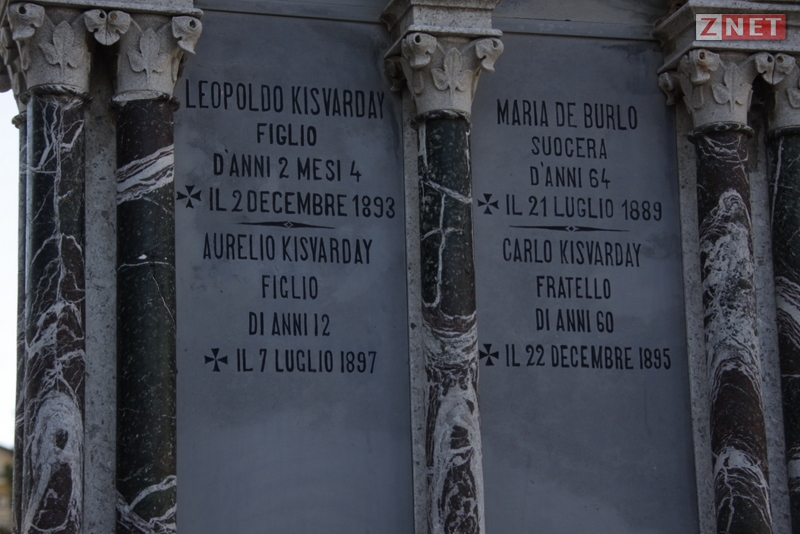 ZNET
LEOPOLDO KISVARDAY
FIGLIO
D'ANNI 2 MESI 4
✠ IL 2 DECEMBRE 1893
AURELIO KISVARDAY
FIGLIO
DI ANNI 12
✠ IL 7 LUGLIO 1897
MARIA DE BURLO
SUOCERA
D'ANNI 64
✠ IL 21 LUGLIO 1889
CARLO KISVARDAY
FRATELLO
DI ANNI 60
✠ IL 22 DECEMBRE 1895